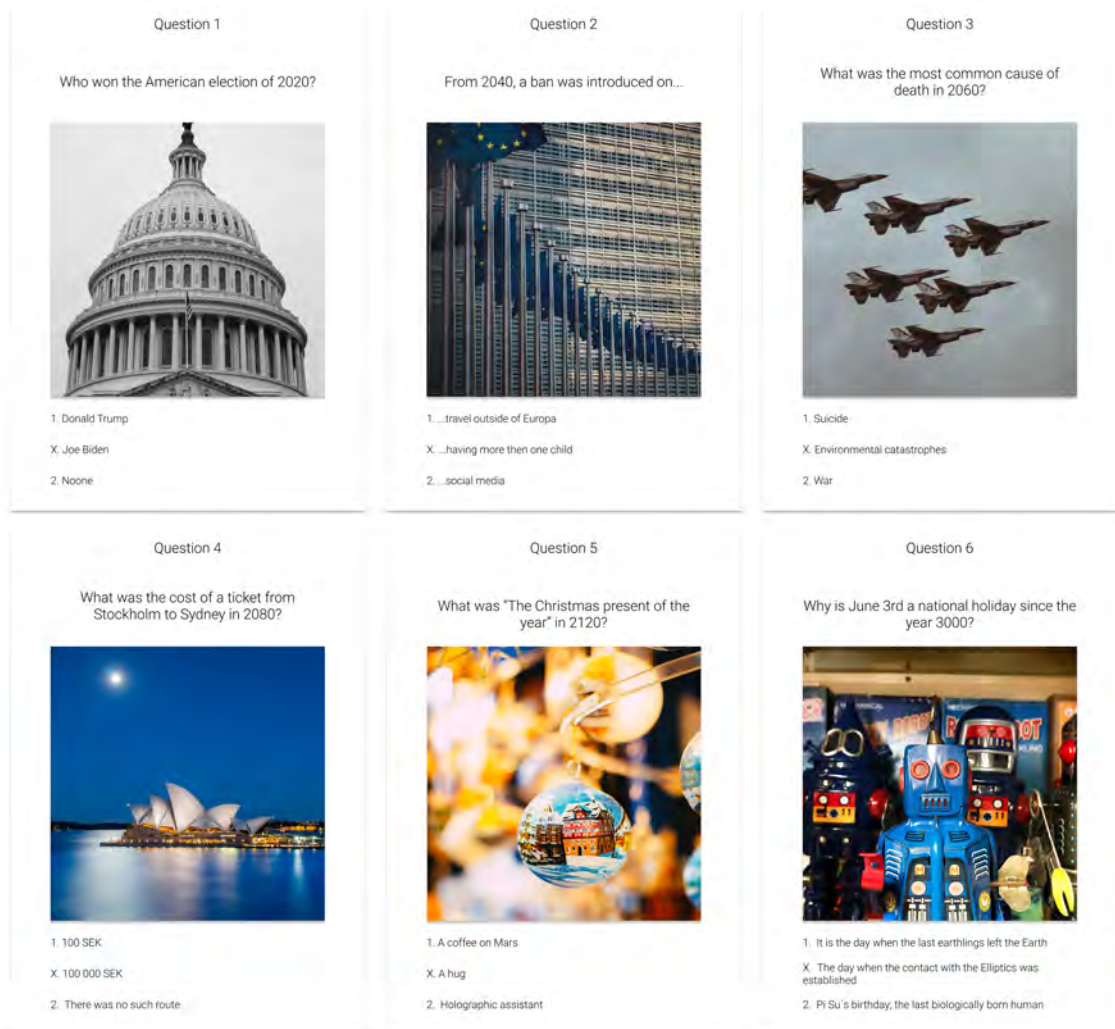 Question 1
Who won the American election of 2020?
1. Donald Trump
X. Joe Biden
2. Noone
Question 2
From 2040, a ban was introduced on...
1. ...travel outside of Europa
X. ...having more then one child
2. ...social media
Question 3
What was the most common cause of
death in 2060?
1. Suicide
X. Environmental catastrophes
2. War
Question 4
What was the cost of a ticket from
Stockholm to Sydney in 2080?
1. 100 SEK
X. 100 000 SEK
2. There was no such route
Question 5
What was "The Christmas present of the
year" in 2120?
1. A coffee on Mars
X. A hug
2. Holographic assistant
Question 6
Why is June 3rd a national holiday since the
year 3000?
1. It is the day when the last earthlings left the Earth
X. The day when the contact with the Elliptics was
established
2. Pi Su's birthday, the last biologically born human